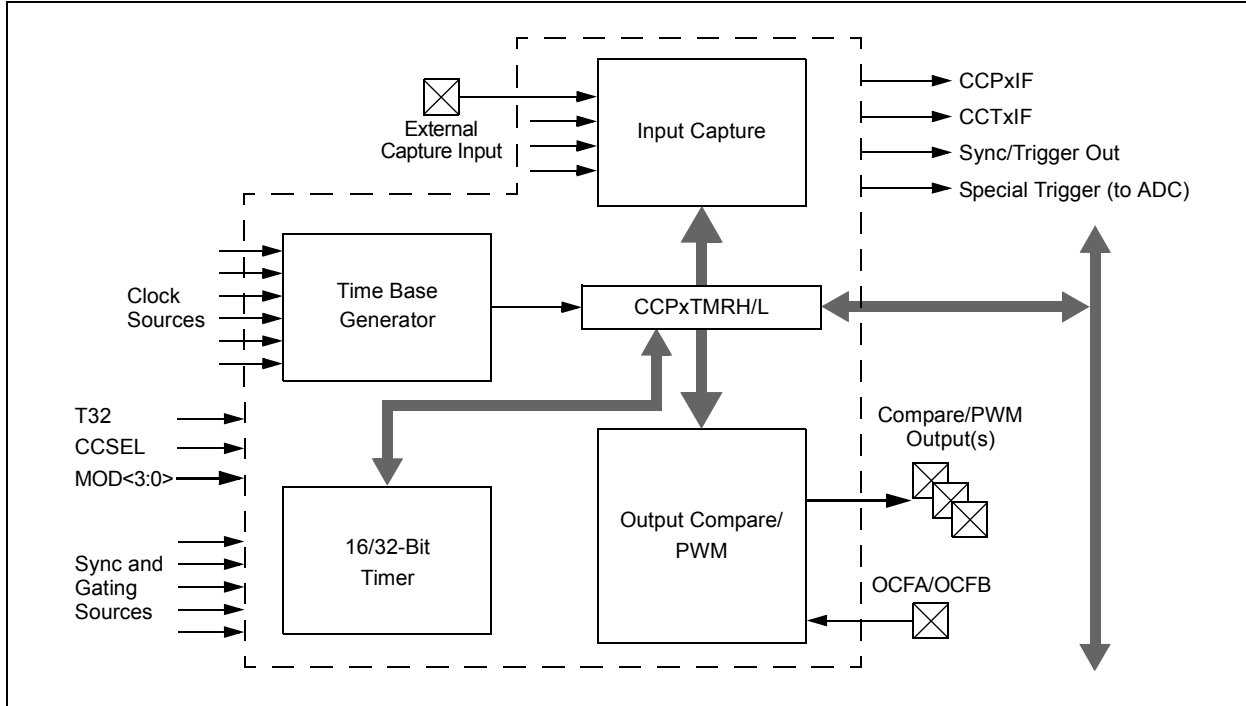 CCPxIF
CCTxIF
Sync/Trigger Out
Special Trigger (to ADC)
External
Capture Input
Input Capture
Clock
Sources
Time Base
Generator
CCPxTMRH/L
T32
CCSEL
MOD<3:0>
Sync and
Gating
Sources
16/32-Bit
Timer
Output Compare/
PWM
Compare/PWM
Output(s)
OCFA/OCFB